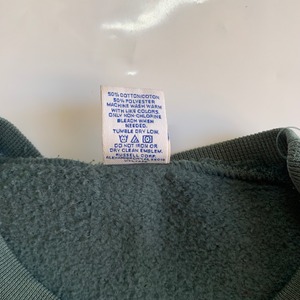 50% COTTON/COTON
50% POLYESTER
MACHINE WASH WARM
WITH LIKE COLORS.
ONLY NON-CHLORINE
BLEACH WHEN
NEEDED.
TUMBLE DRY LOW.
DO NOT IRON OR
DRY CLEAN EMBLEM.
RUSSELL CORP.